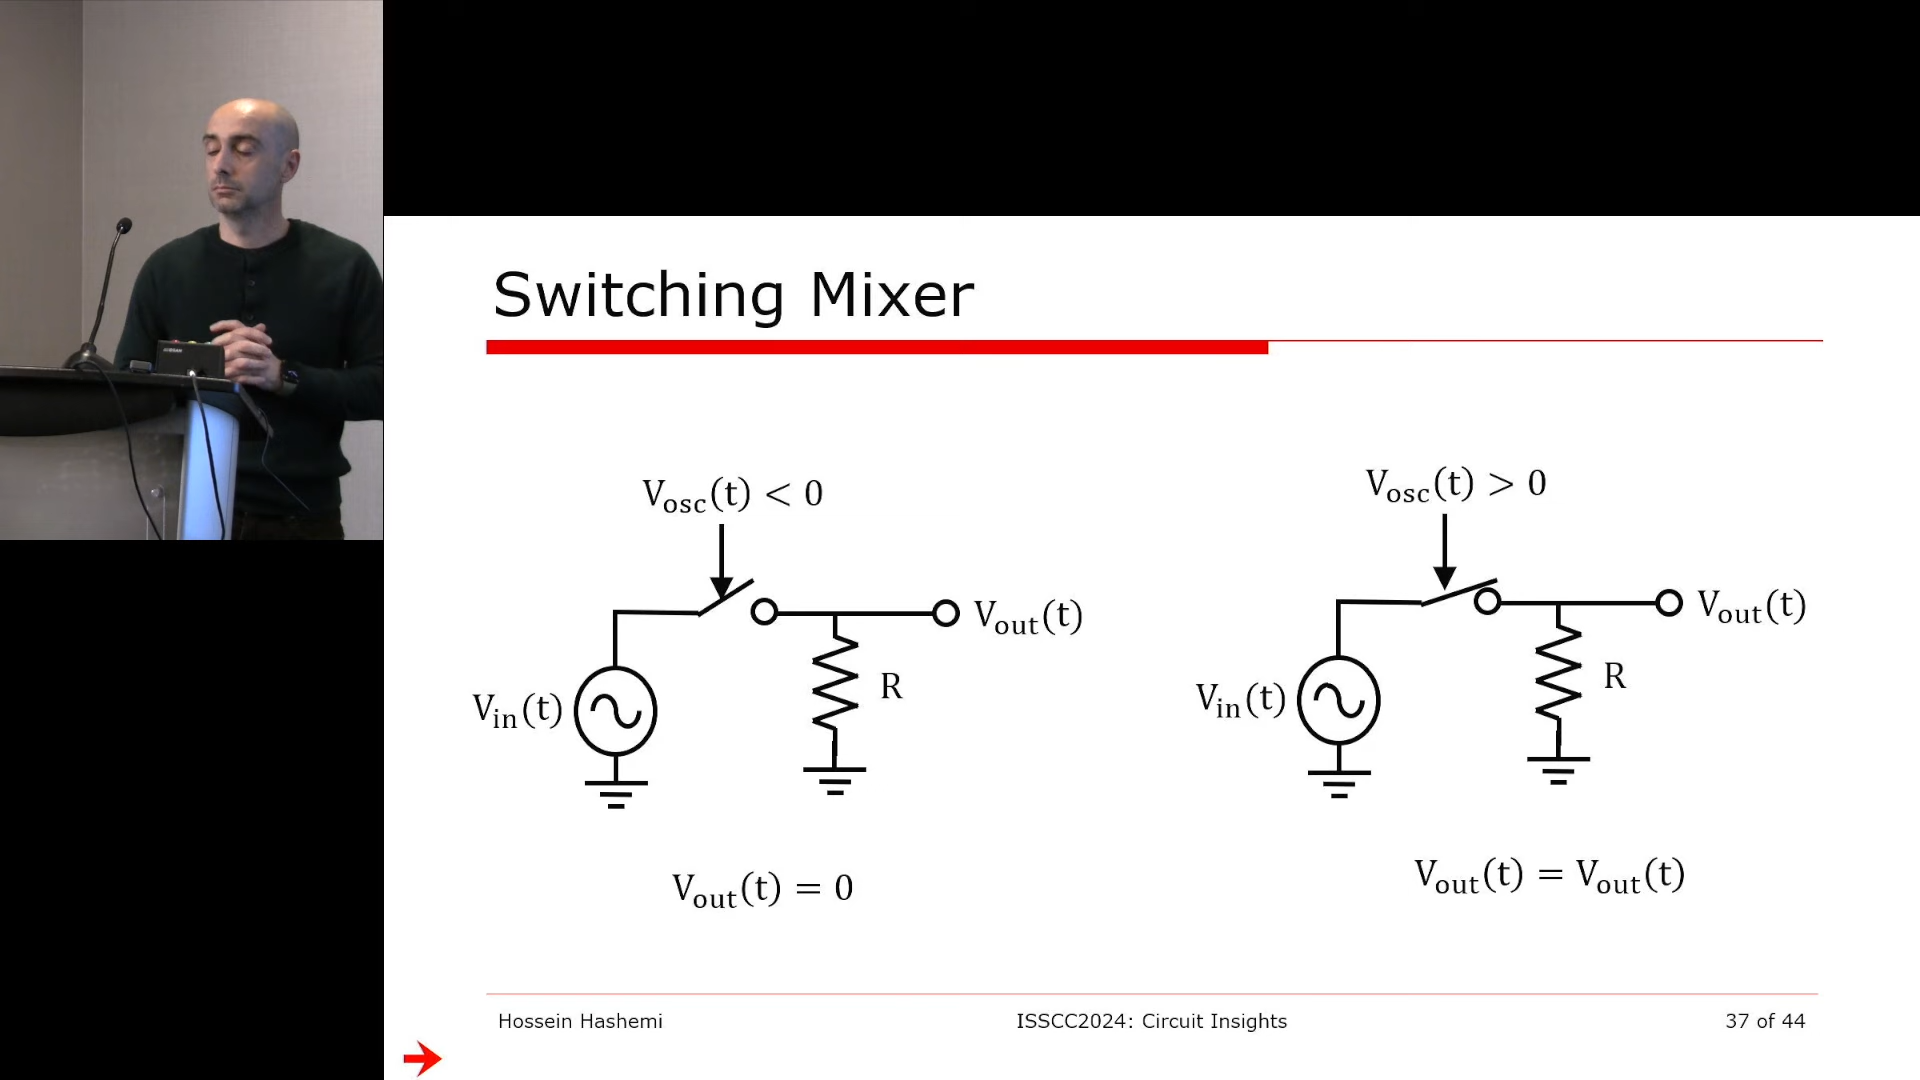 Switching Mixer
Vosc(t) < 0
Vosc(t) > 0
Vout(t)
Vout(t)
R
R
Vin(t)
Vin(t)
Vout(t) = 0
Vout(t) = Vout(t)
Hossein Hashemi
ISSCC2024: Circuit Insights
37 of 44